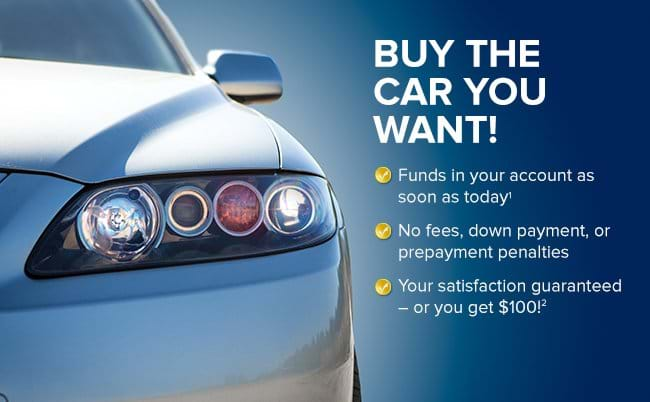 BUY THE
CAR YOU
WANT!
Funds in your account as
soon as today¹
No fees, down payment, or
prepayment penalties
Your satisfaction guaranteed
– or you get $100!²